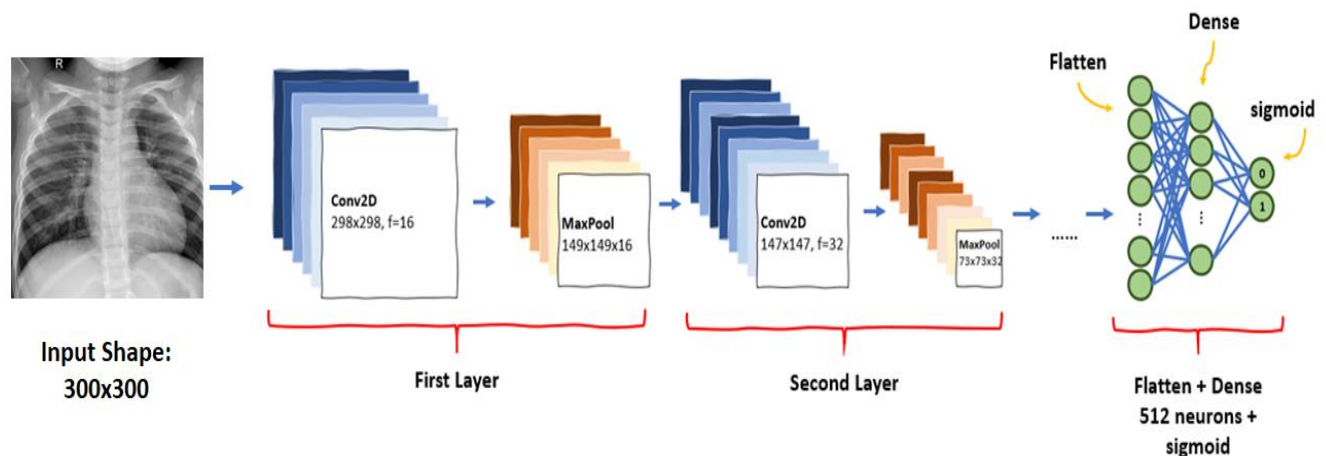 R
Input Shape:
300x300
Conv2D
298x298, f=16
MaxPool
149x149x16
First Layer
Conv2D
147x147, f=32
MaxPool
73x73x32
Second Layer
......
Flatten
Dense
sigmoid
0
1
Flatten + Dense
512 neurons +
sigmoid